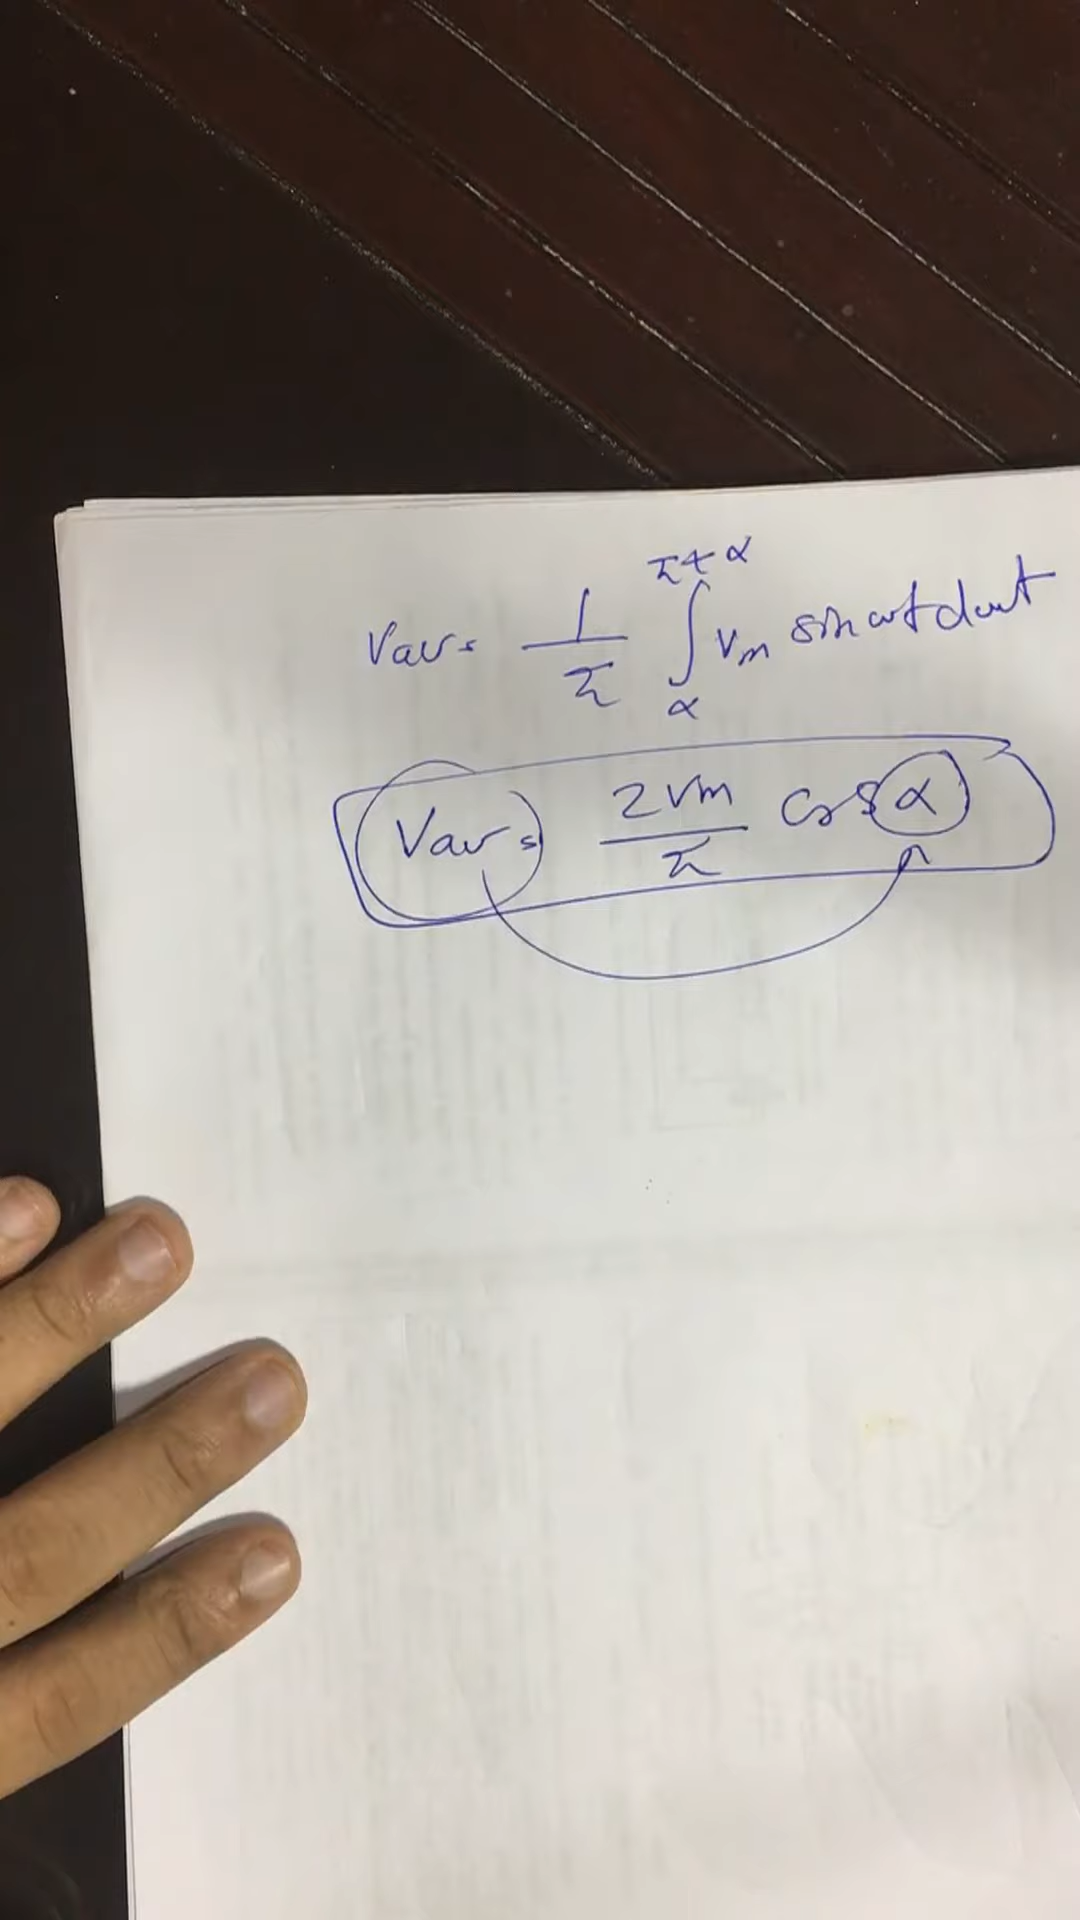 Vav = 1/π ∫_α^{π+α} Vm sin ωt dωt
Vav = 2Vm/π cos α